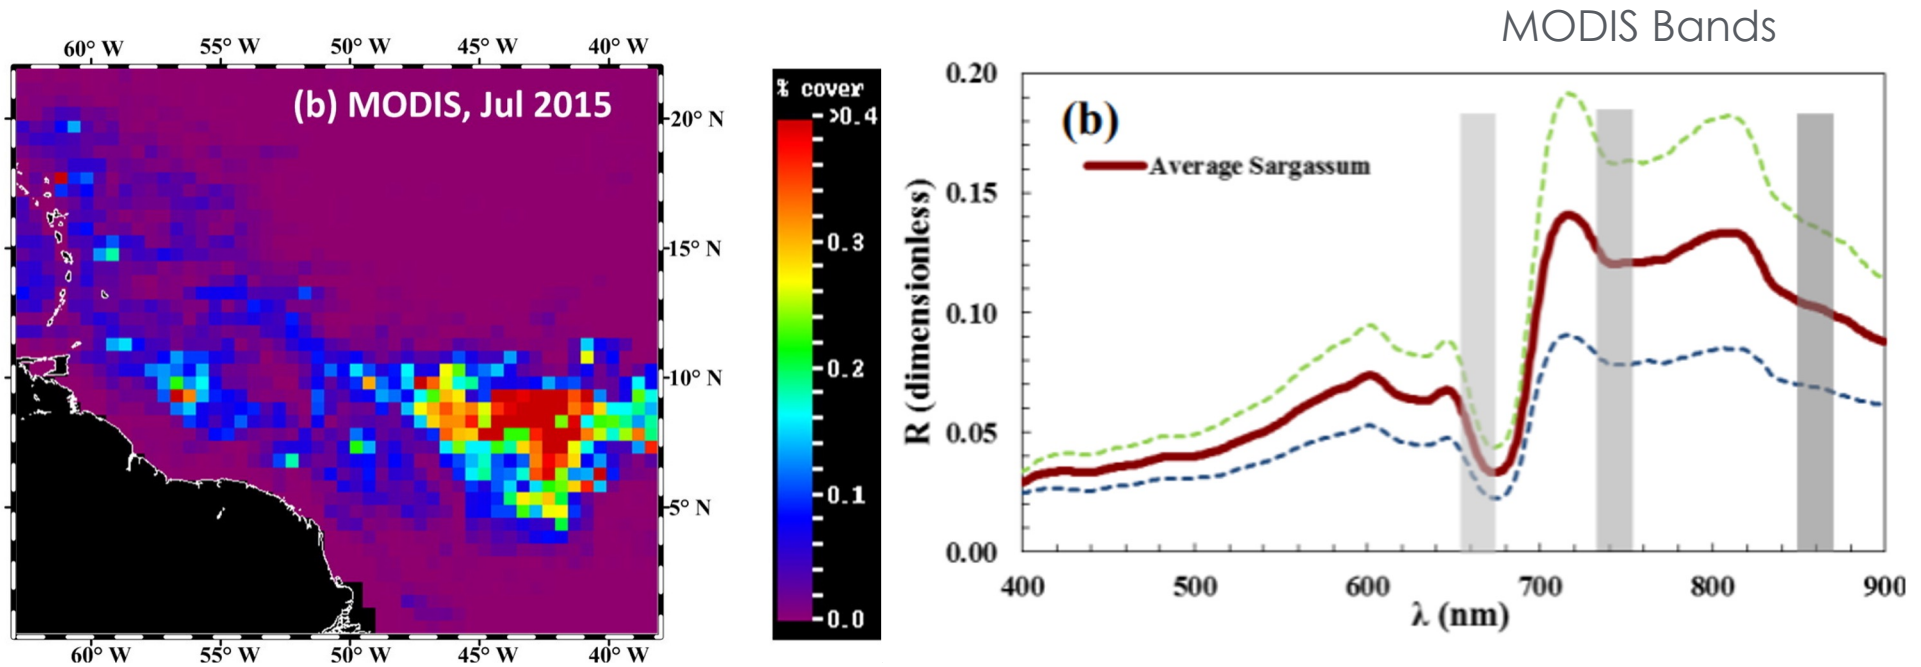 MODIS Bands
60° W 55° W 50° W 45° W 40° W
(b) MODIS, Jul 2015
20° N
15° N
10° N
5° N
60° W 55° W 50° W 45° W 40° W
% cover
>0.4
0.3
0.2
0.1
0.0
0.20
0.15
0.10
0.05
0.00
R (dimensionless)
(b)
Average Sargassum
400 500 600 700 800 900
λ (nm)